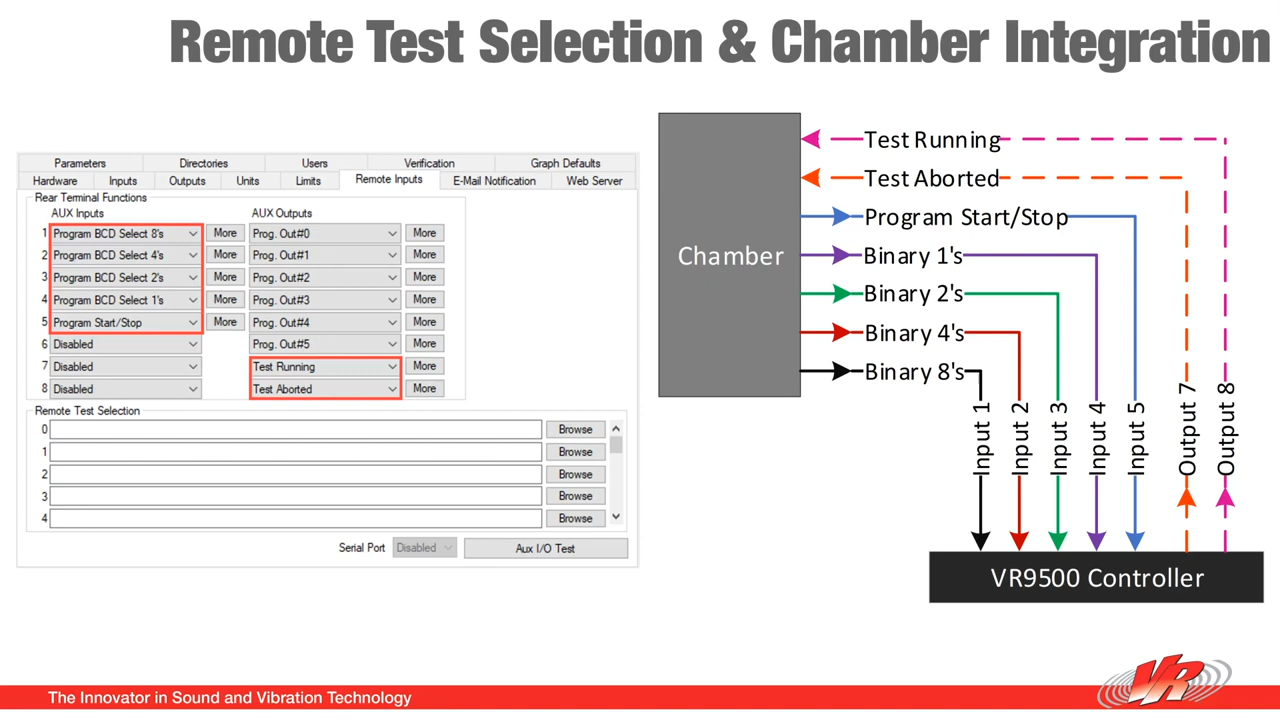 Remote Test Selection & Chamber Integration
Parameters Directories Users Verification Graph Defaults
Hardware Inputs Outputs Units Limits Remote Inputs E-Mail Notification Web Server
Rear Terminal Functions
AUX Inputs AUX Outputs
1 Program BCD Select 8's More Prog. Out#0 More
2 Program BCD Select 4's More Prog. Out#1 More
3 Program BCD Select 2's More Prog. Out#2 More
4 Program BCD Select 1's More Prog. Out#3 More
5 Program Start/Stop More Prog. Out#4 More
6 Disabled Prog. Out#5 More
7 Disabled Test Running More
8 Disabled Test Aborted More
Remote Test Selection
0 Browse
1 Browse
2 Browse
3 Browse
4 Browse
Serial Port Disabled Aux I/O Test
Chamber
Test Running
Test Aborted
Program Start/Stop
Binary 1's
Binary 2's
Binary 4's
Binary 8's
Input 1
Input 2
Input 3
Input 4
Input 5
Output 7
Output 8
VR9500 Controller
The Innovator in Sound and Vibration Technology
VR